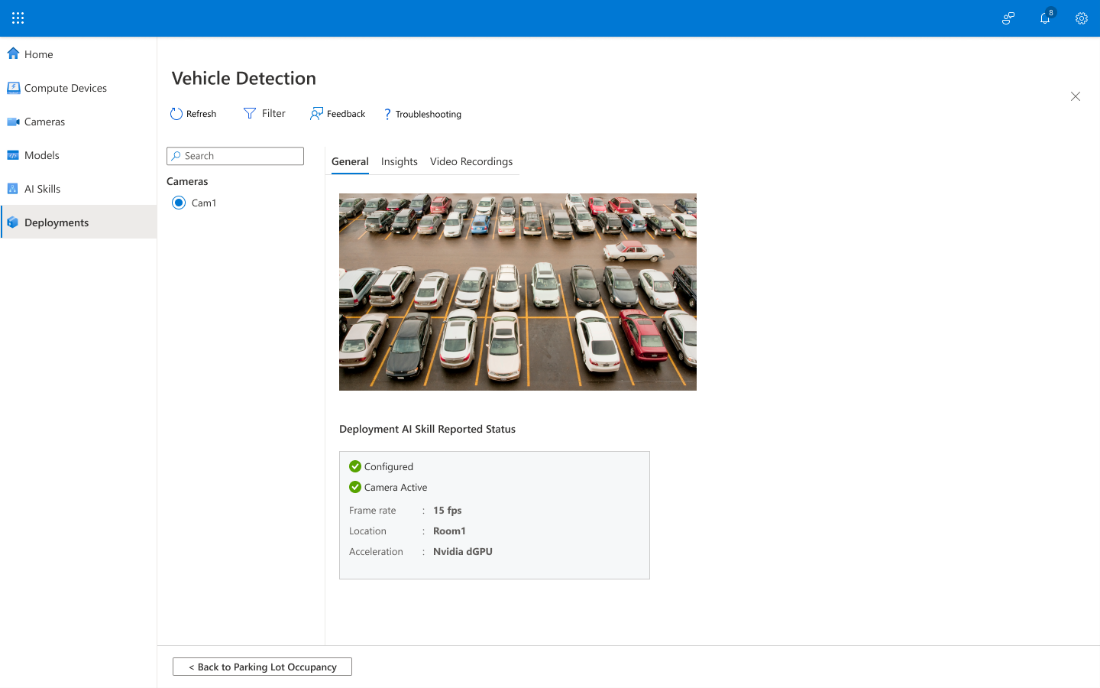 8
Home
Compute Devices
Cameras
Models
AI Skills
Deployments
Vehicle Detection
Refresh
Filter
Feedback
? Troubleshooting
Search
Cameras
Cam1
General Insights Video Recordings
Deployment AI Skill Reported Status
Configured
Camera Active
Frame rate : 15 fps
Location : Room1
Acceleration : Nvidia dGPU
< Back to Parking Lot Occupancy